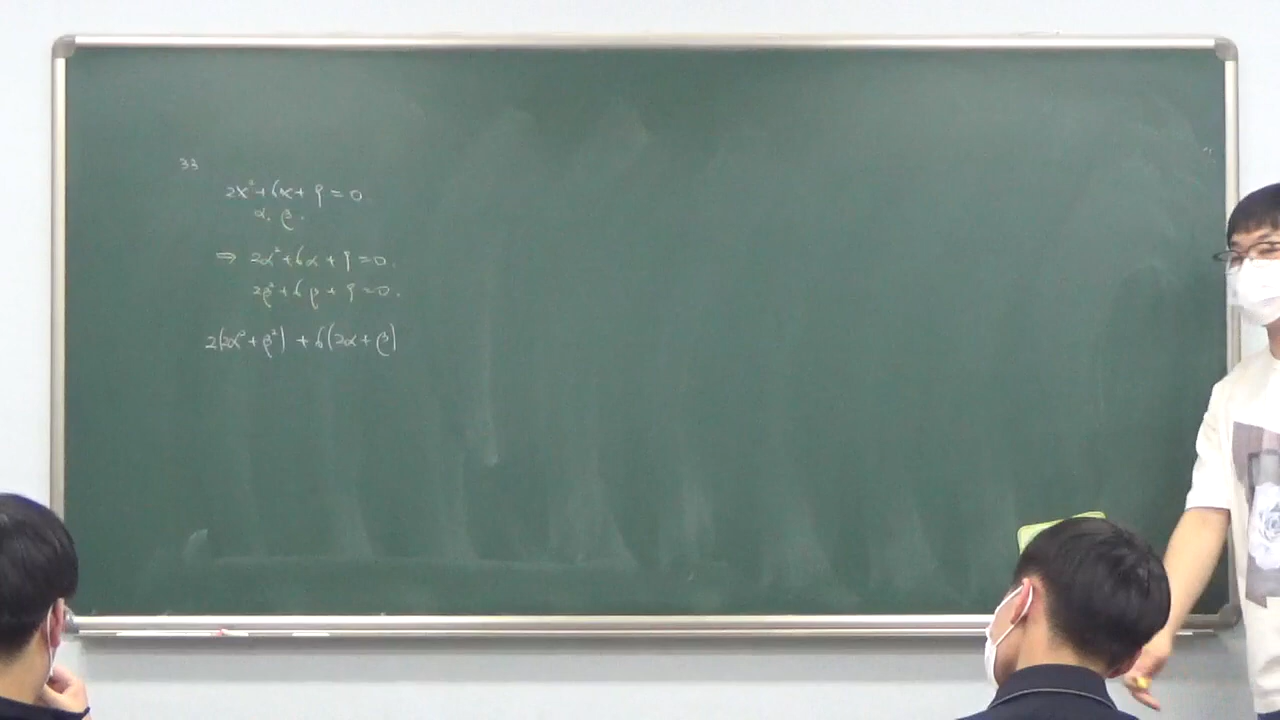 33
2x²+6x+9=0.
α, β.
⇒ 2α²+6α+9=0.
2β²+6β+9=0.
2(2α²+β²)+6(2α+β)